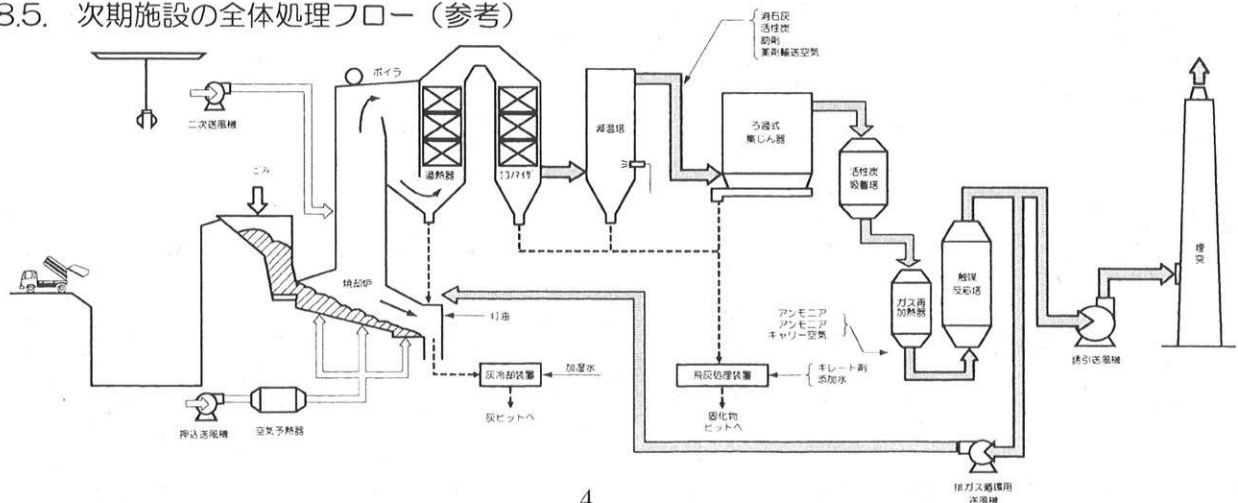 8.5. 次期施設の全体処理フロー（参考）
消石灰
活性炭
助剤
薬剤輸送空気
ボイラ
二次送風機
ごみ
過熱器
エコノマイザ
減温塔
ろ過式
集じん器
活性炭
吸着塔
ガス再
加熱器
触媒
反応塔
煙突
誘引送風機
アンモニア
アンモニア
キャリー空気
焼却炉
灯油
灰冷却装置
加湿水
灰ピットへ
飛灰処理装置
キレート剤
添加水
固化物
ピットへ
押込送風機
空気予熱器
排ガス循環用
送風機
4